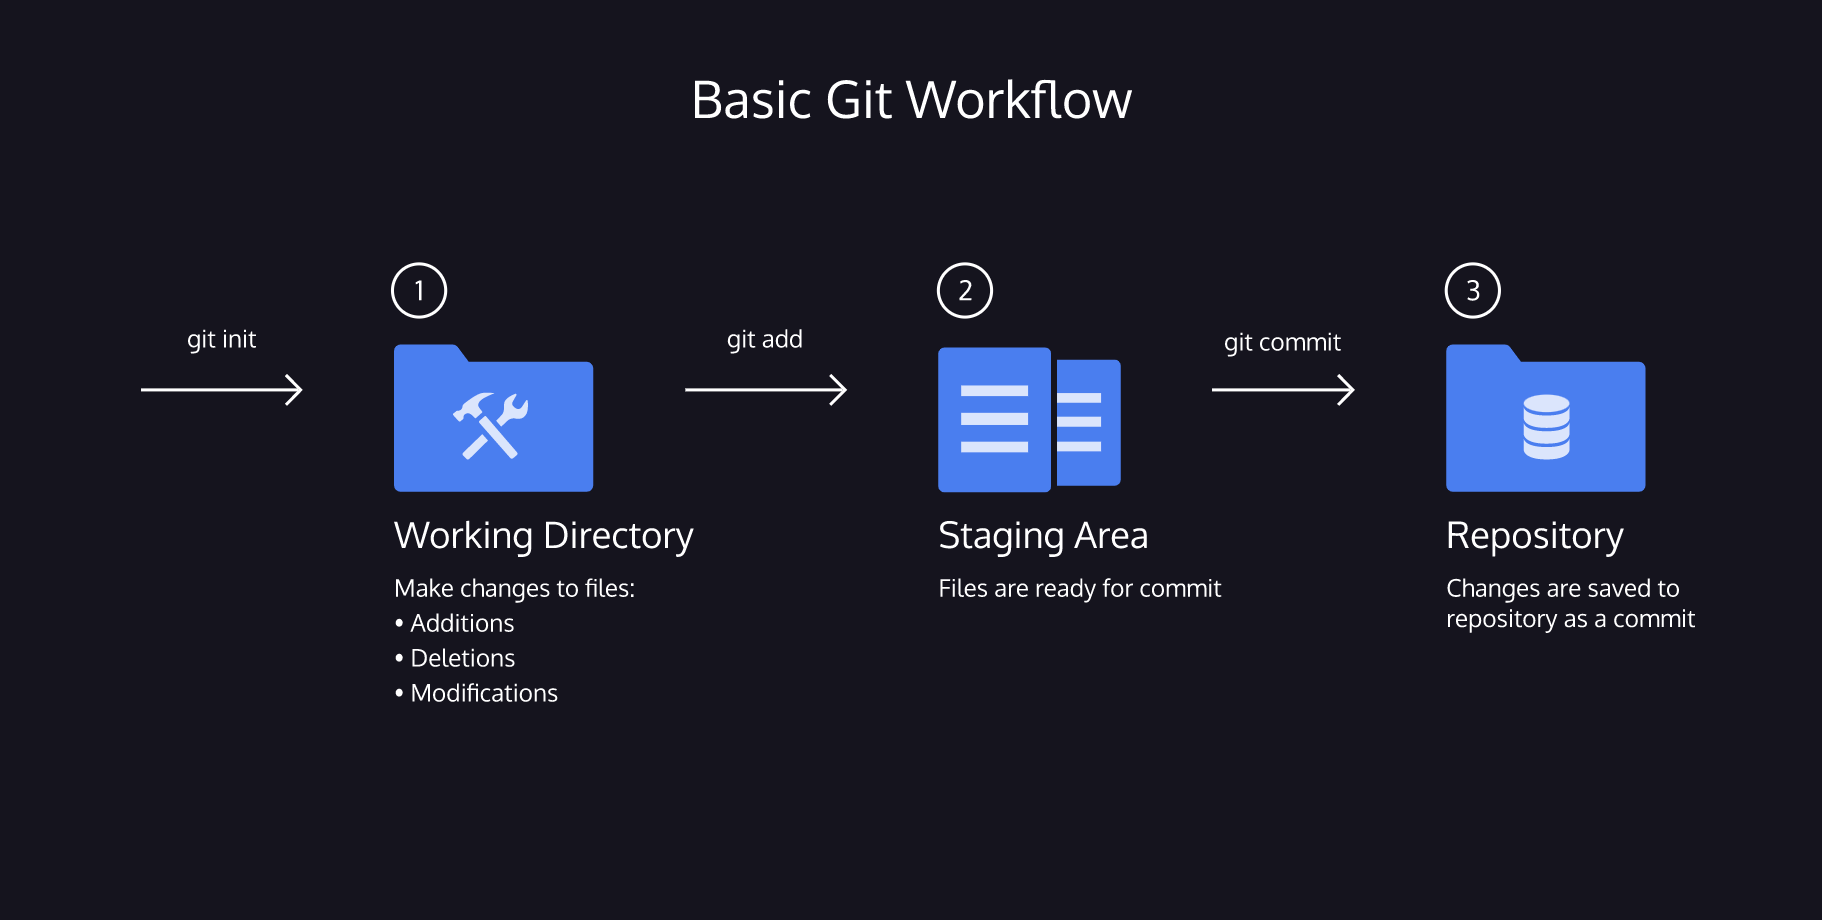 Basic Git Workflow
git init
1
Working Directory
Make changes to files:
• Additions
• Deletions
• Modifications
git add
2
Staging Area
Files are ready for commit
git commit
3
Repository
Changes are saved to
repository as a commit